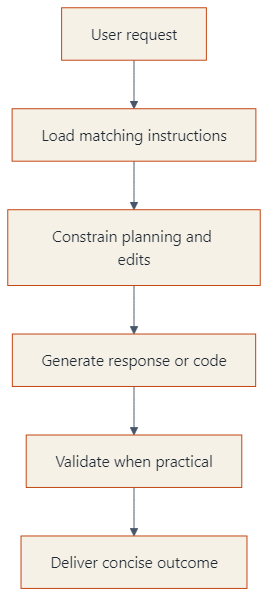 User request
Load matching instructions
Constrain planning and
edits
Generate response or code
Validate when practical
Deliver concise outcome